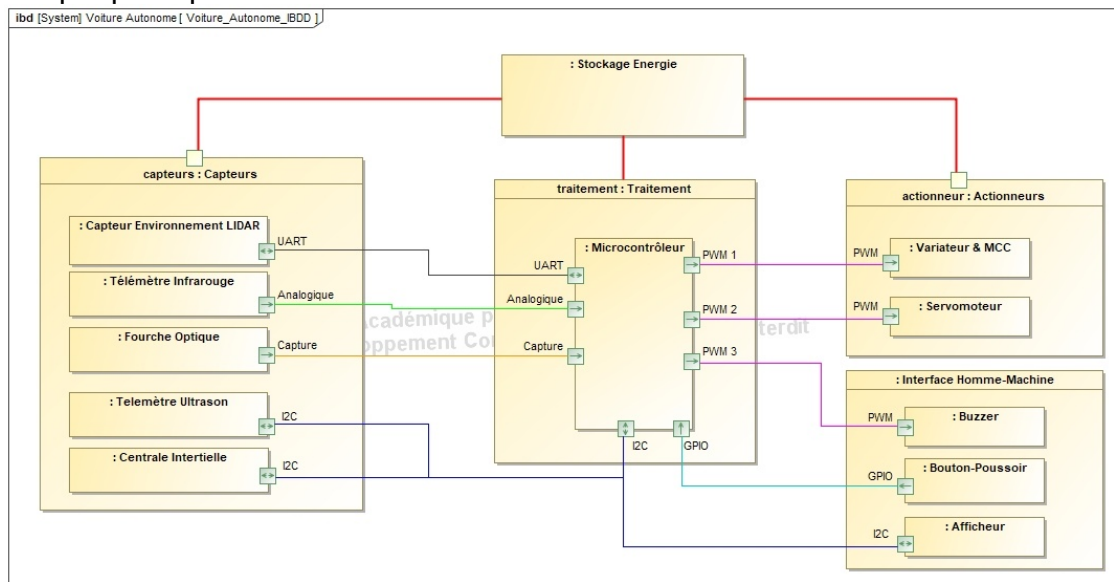 ibd [System] Voiture Autonome [ Voiture_Autonome_IBDD ]
: Stockage Energie
capteurs : Capteurs
: Capteur Environnement LIDAR
UART
: Télémètre Infrarouge
Analogique
: Fourche Optique
Capture
: Telemètre Ultrason
I2C
: Centrale Intertielle
I2C
traitement : Traitement
: Microcontrôleur
UART
Analogique
Capture
PWM 1
PWM 2
PWM 3
I2C
GPIO
actionneur : Actionneurs
: Variateur & MCC
PWM
: Servomoteur
PWM
: Interface Homme-Machine
: Buzzer
PWM
: Bouton-Poussoir
GPIO
: Afficheur
I2C